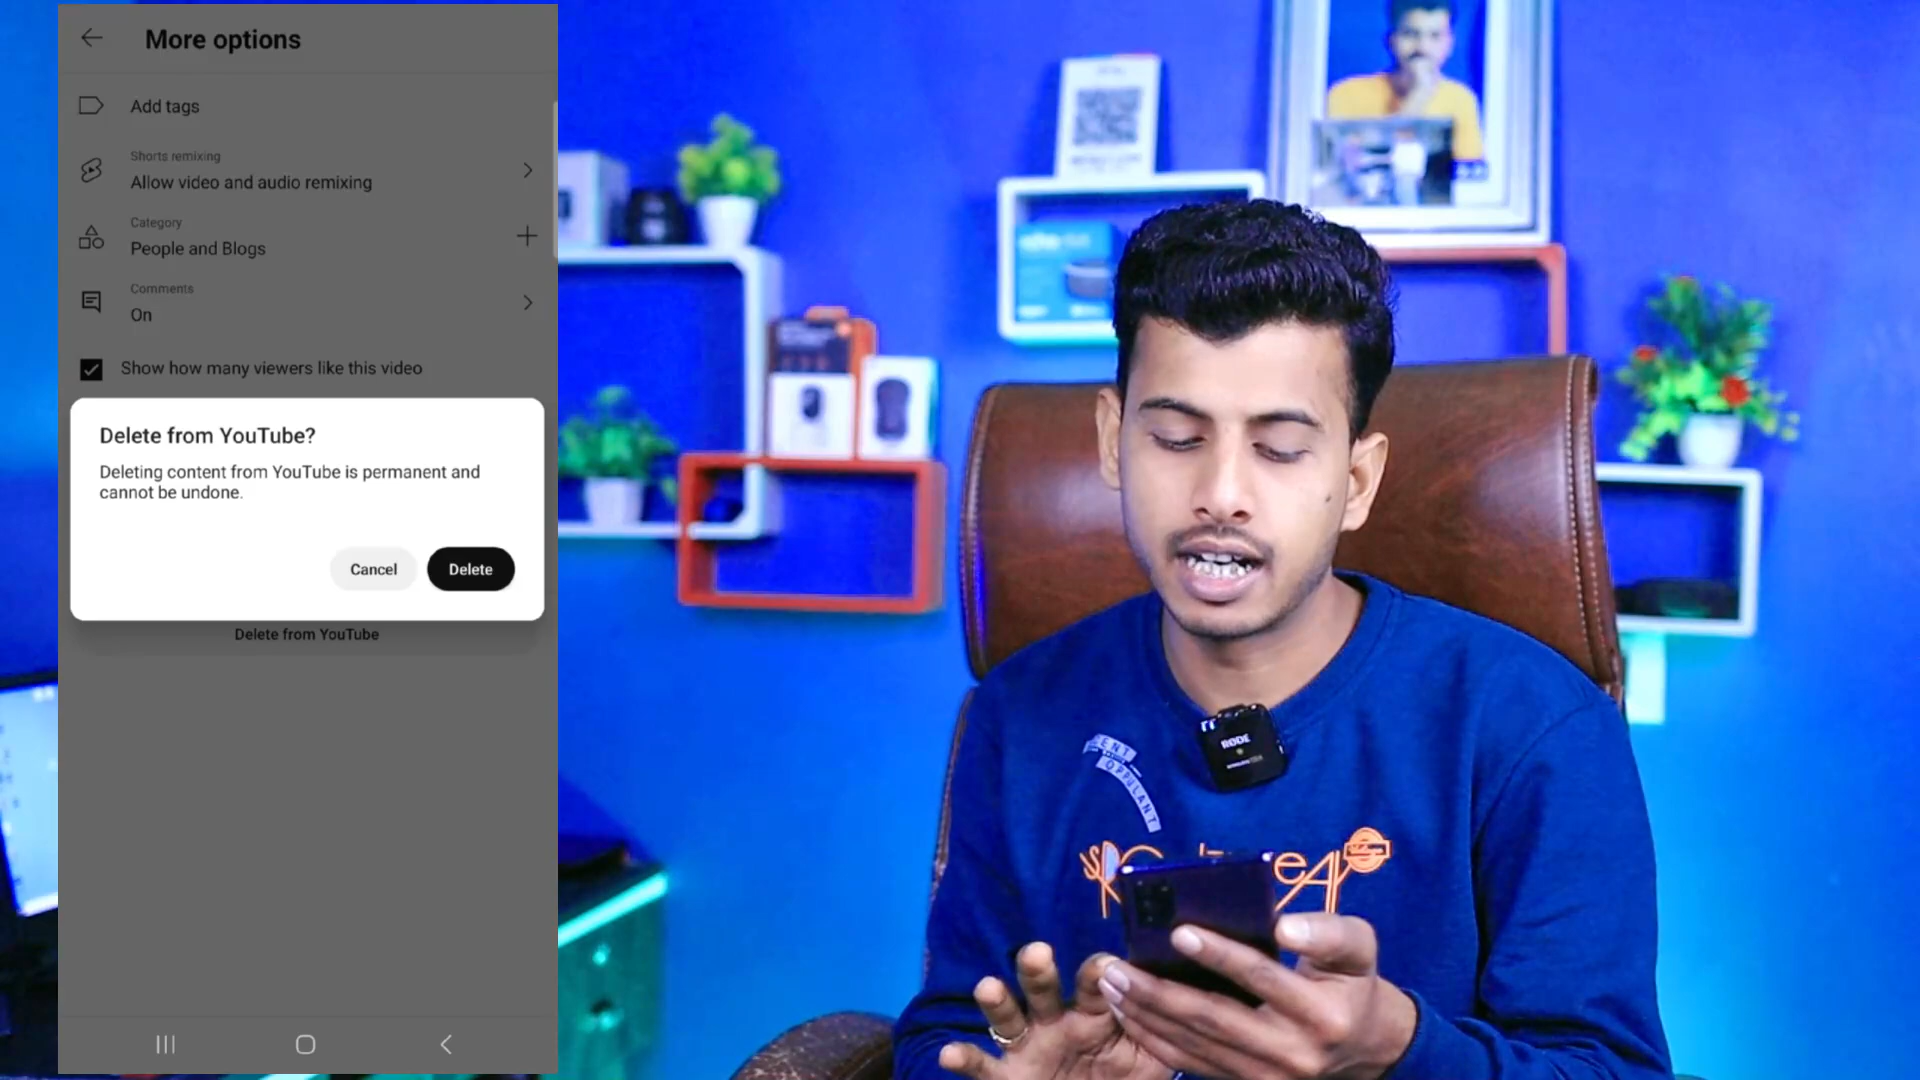 More options
Add tags
Shorts remixing
Allow video and audio remixing
Category
People and Blogs
Comments
On
Show how many viewers like this video
Delete from YouTube?
Deleting content from YouTube is permanent and
cannot be undone.
Cancel
Delete
Delete from YouTube
RØDE
OPPULANT